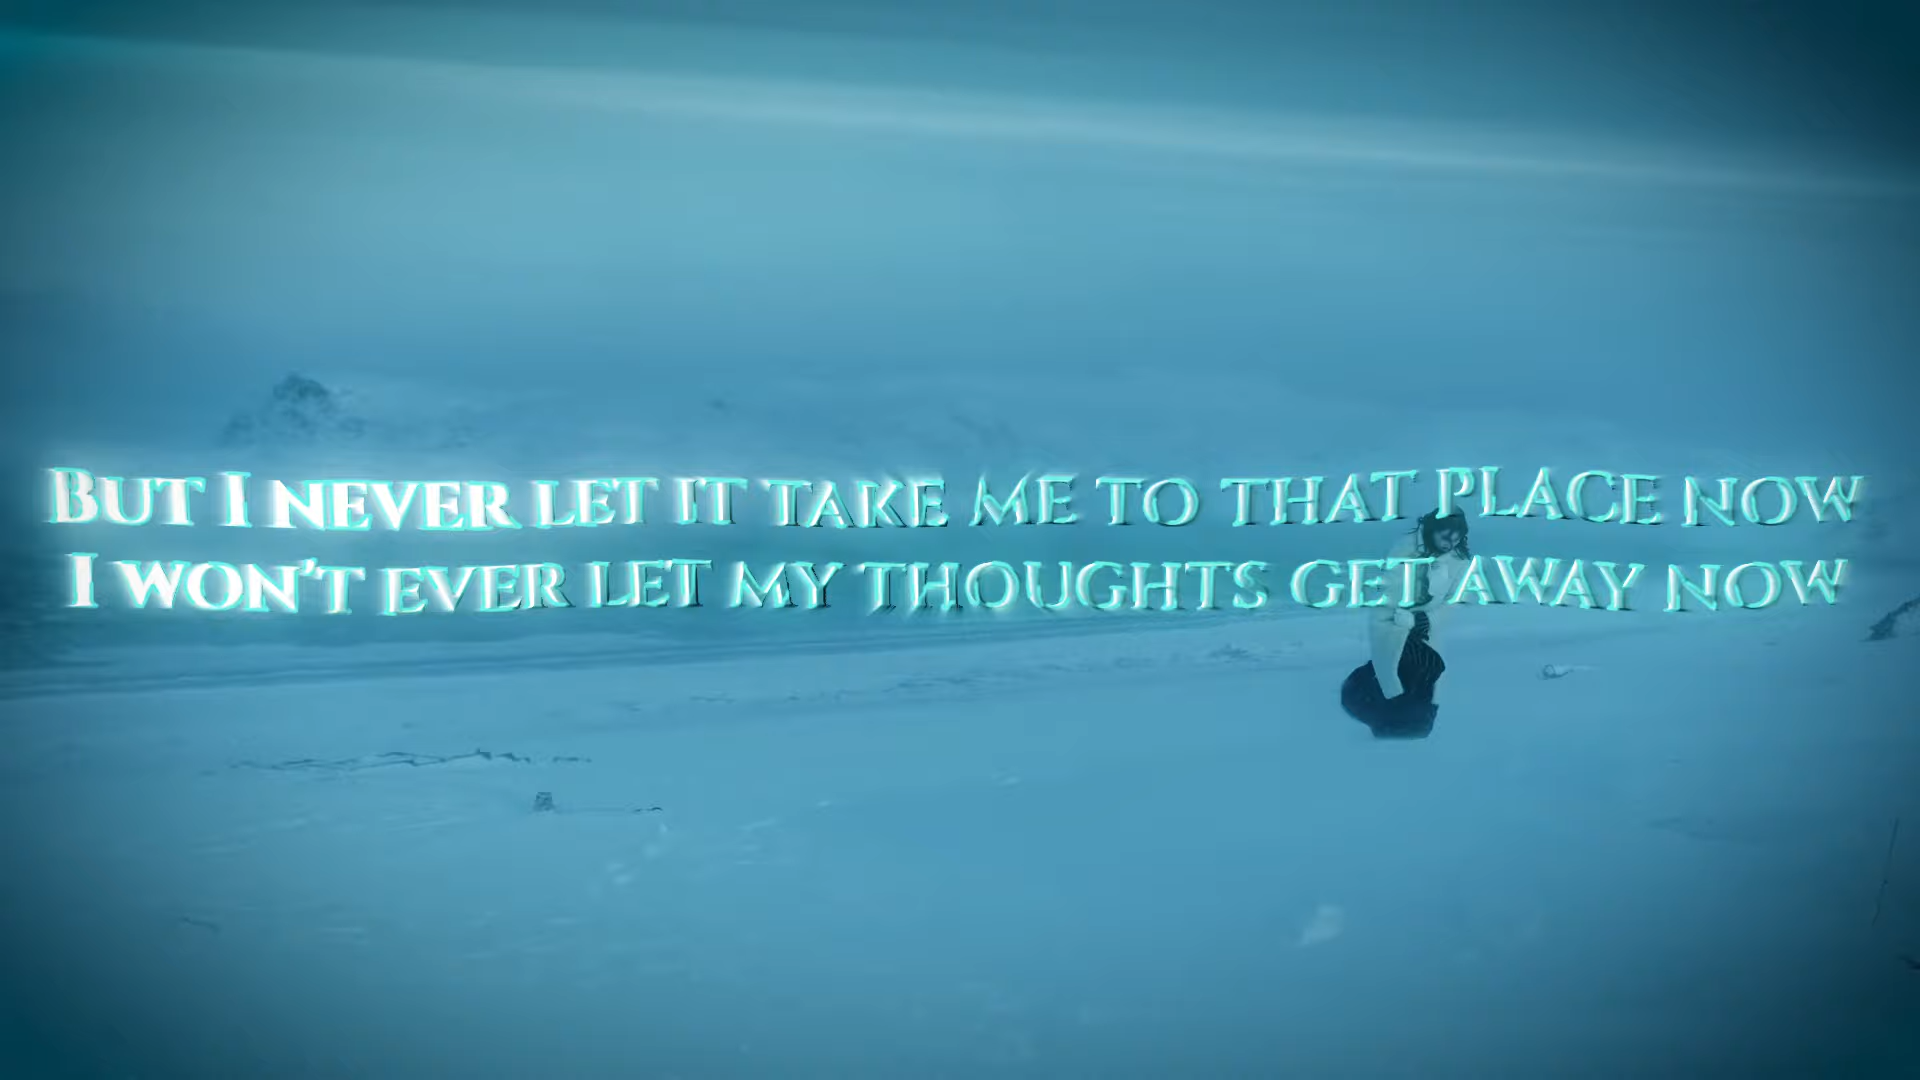 But I never let it take me to that place now
I won't ever let my thoughts get away now